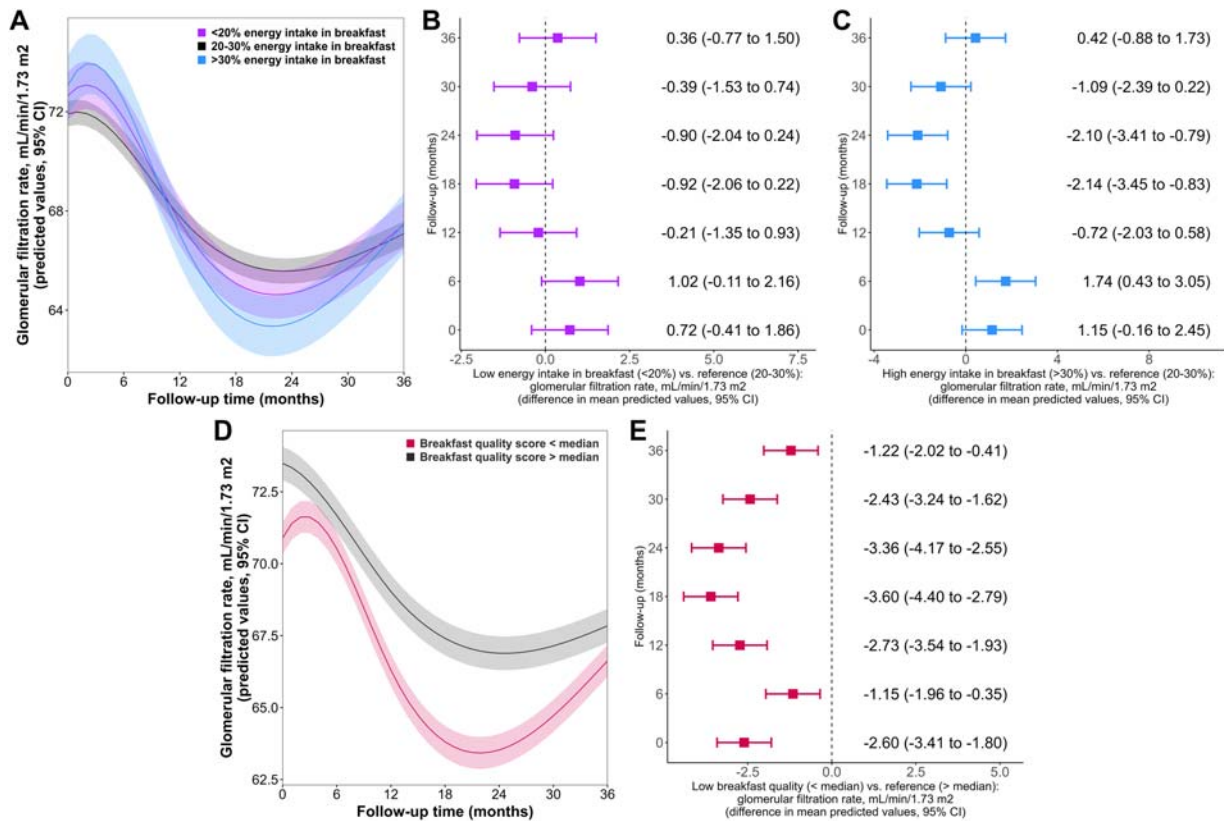 A
<20% energy intake in breakfast
20-30% energy intake in breakfast
>30% energy intake in breakfast
Glomerular filtration rate, mL/min/1.73 m2
(predicted values, 95% CI)
72
68
64
0 6 12 18 24 30 36
Follow-up time (months)
B
Follow-up (months)
36 0.36 (-0.77 to 1.50)
30 -0.39 (-1.53 to 0.74)
24 -0.90 (-2.04 to 0.24)
18 -0.92 (-2.06 to 0.22)
12 -0.21 (-1.35 to 0.93)
6 1.02 (-0.11 to 2.16)
0 0.72 (-0.41 to 1.86)
-2.5 0.0 2.5 5.0 7.5
Low energy intake in breakfast (<20%) vs. reference (20-30%):
glomerular filtration rate, mL/min/1.73 m2
(difference in mean predicted values, 95% CI)
C
Follow-up (months)
36 0.42 (-0.88 to 1.73)
30 -1.09 (-2.39 to 0.22)
24 -2.10 (-3.41 to -0.79)
18 -2.14 (-3.45 to -0.83)
12 -0.72 (-2.03 to 0.58)
6 1.74 (0.43 to 3.05)
0 1.15 (-0.16 to 2.45)
-4 0 4 8
High energy intake in breakfast (>30%) vs. reference (20-30%):
glomerular filtration rate, mL/min/1.73 m2
(difference in mean predicted values, 95% CI)
D
Breakfast quality score < median
Breakfast quality score > median
Glomerular filtration rate, mL/min/1.73 m2
(predicted values, 95% CI)
72.5
70.0
67.5
65.0
62.5
0 6 12 18 24 30 36
Follow-up time (months)
E
Follow-up (months)
36 -1.22 (-2.02 to -0.41)
30 -2.43 (-3.24 to -1.62)
24 -3.36 (-4.17 to -2.55)
18 -3.60 (-4.40 to -2.79)
12 -2.73 (-3.54 to -1.93)
6 -1.15 (-1.96 to -0.35)
0 -2.60 (-3.41 to -1.80)
-2.5 0.0 2.5 5.0
Low breakfast quality (< median) vs. reference (> median):
glomerular filtration rate, mL/min/1.73 m2
(difference in mean predicted values, 95% CI)